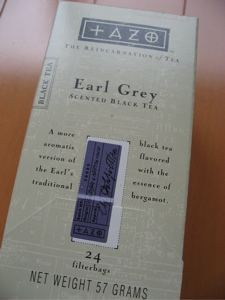 TAZO
THE REINCARNATION of TEA
BLACK TEA
Earl Grey
SCENTED BLACK TEA
A more
aromatic
version of
the Earl's
traditional
TAZO
black tea
flavored
with the
essence of
bergamot.
24
filterbags
NET WEIGHT 57 GRAMS